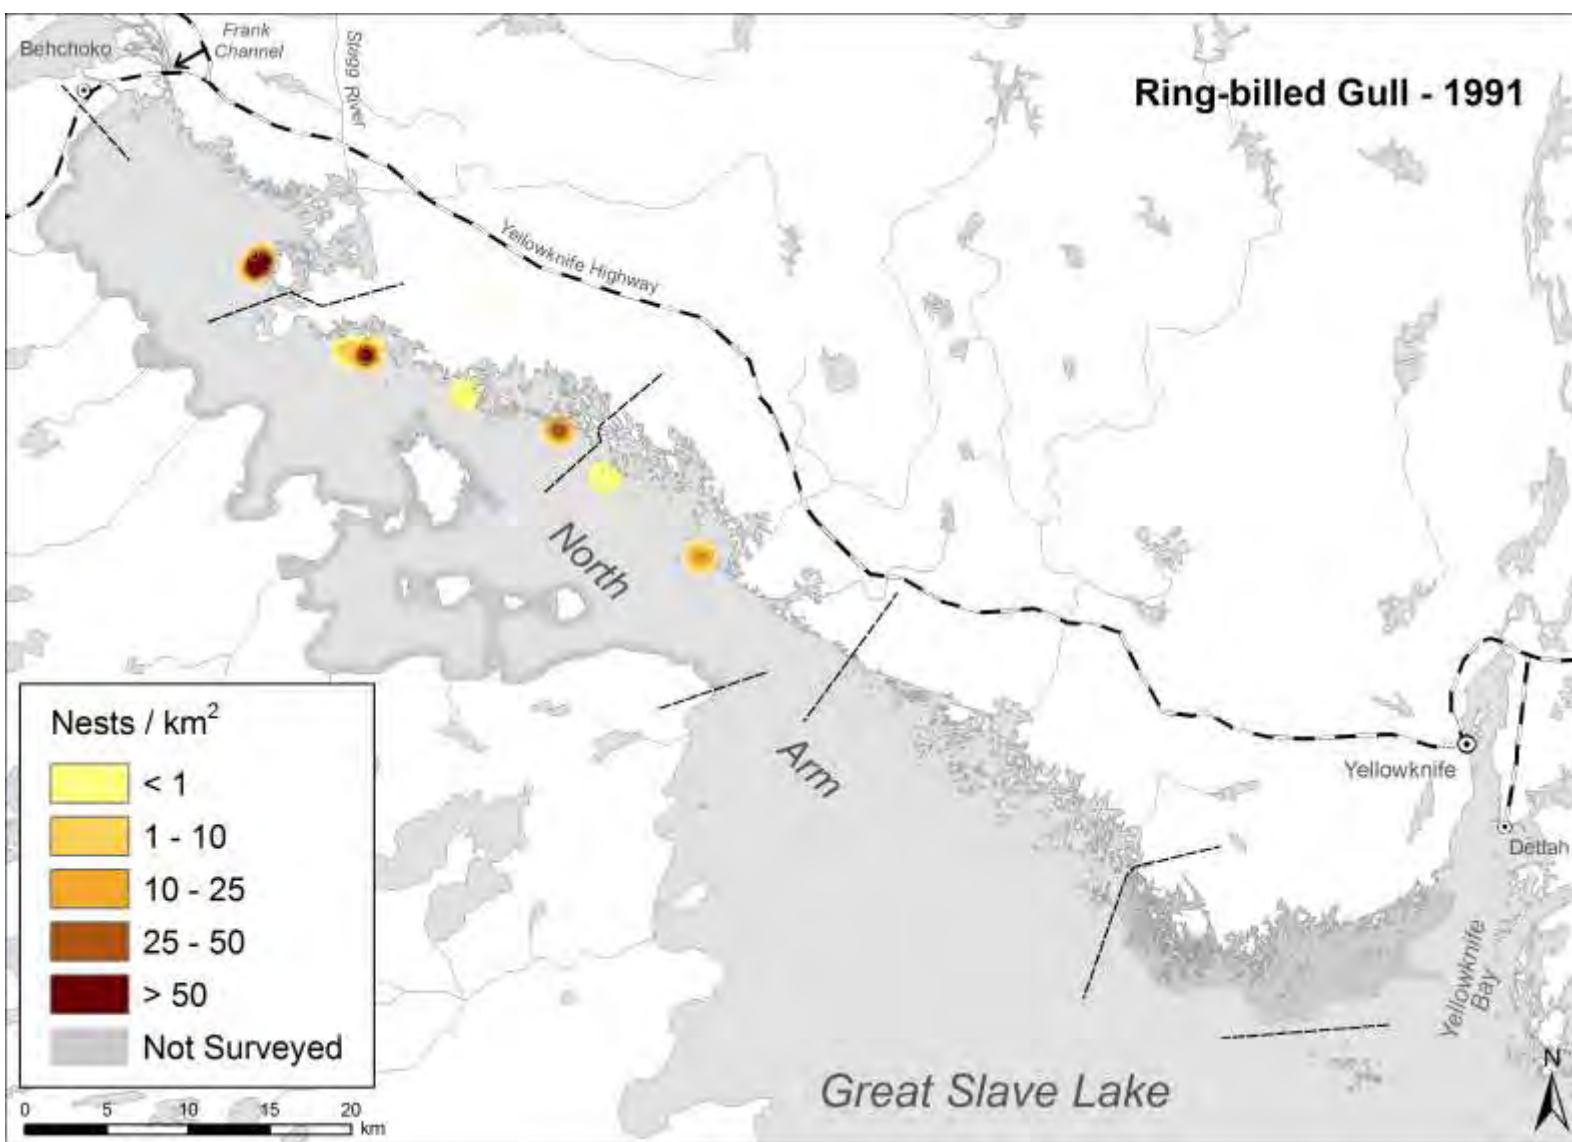 Behchoko
Frank
Channel
Stagg River
Ring-billed Gull - 1991
Yellowknife Highway
North
Arm
Yellowknife
Dettah
Yellowknife
Bay
Great Slave Lake
N
Nests / km²
< 1
1 - 10
10 - 25
25 - 50
> 50
Not Surveyed
0 5 10 15 20
km